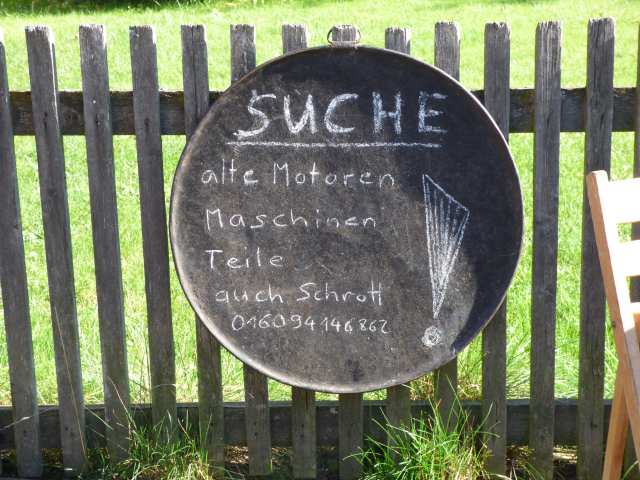 SUCHE
alte Motoren
Maschinen
Teile
auch Schrott
016094146862